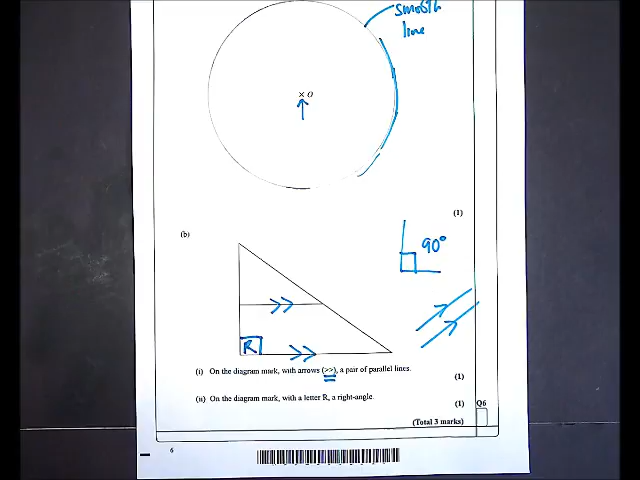 smooth
line
× O
(1)
(b)
90°
>>
R
>>
(i) On the diagram mark, with arrows (>>), a pair of parallel lines.
(1)
(ii) On the diagram mark, with a letter R, a right-angle.
(1) Q6
(Total 3 marks)
6